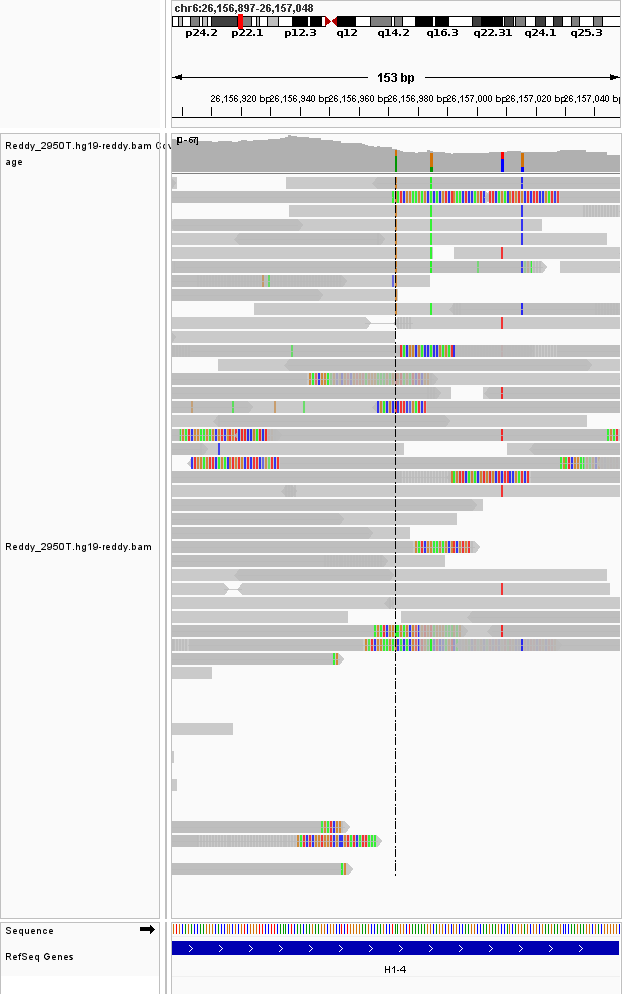 chr6:26,156,897-26,157,048
p24.2 p22.1 p12.3 q12 q14.2 q16.3 q22.31 q24.1 q25.3
153 bp
26,156,920 bp 26,156,940 bp 26,156,960 bp 26,156,980 bp 26,157,000 bp 26,157,020 bp 26,157,040 bp
Reddy_2950T.hg19-reddy.bam Cov
age
[0 - 67]
Reddy_2950T.hg19-reddy.bam
Sequence
RefSeq Genes
H1-4